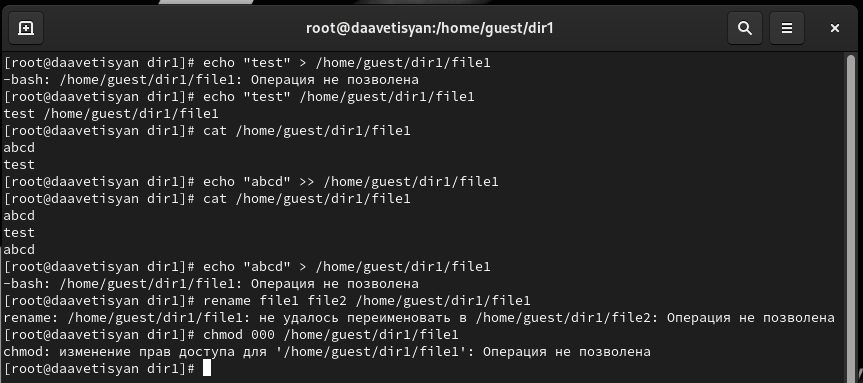 root@daavetisyan:/home/guest/dir1
[root@daavetisyan dir1]# echo "test" > /home/guest/dir1/file1
-bash: /home/guest/dir1/file1: Операция не позволена
[root@daavetisyan dir1]# echo "test" /home/guest/dir1/file1
test /home/guest/dir1/file1
[root@daavetisyan dir1]# cat /home/guest/dir1/file1
abcd
test
[root@daavetisyan dir1]# echo "abcd" >> /home/guest/dir1/file1
[root@daavetisyan dir1]# cat /home/guest/dir1/file1
abcd
test
abcd
[root@daavetisyan dir1]# echo "abcd" > /home/guest/dir1/file1
-bash: /home/guest/dir1/file1: Операция не позволена
[root@daavetisyan dir1]# rename file1 file2 /home/guest/dir1/file1
rename: /home/guest/dir1/file1: не удалось переименовать в /home/guest/dir1/file2: Операция не позволена
[root@daavetisyan dir1]# chmod 000 /home/guest/dir1/file1
chmod: изменение прав доступа для '/home/guest/dir1/file1': Операция не позволена
[root@daavetisyan dir1]#